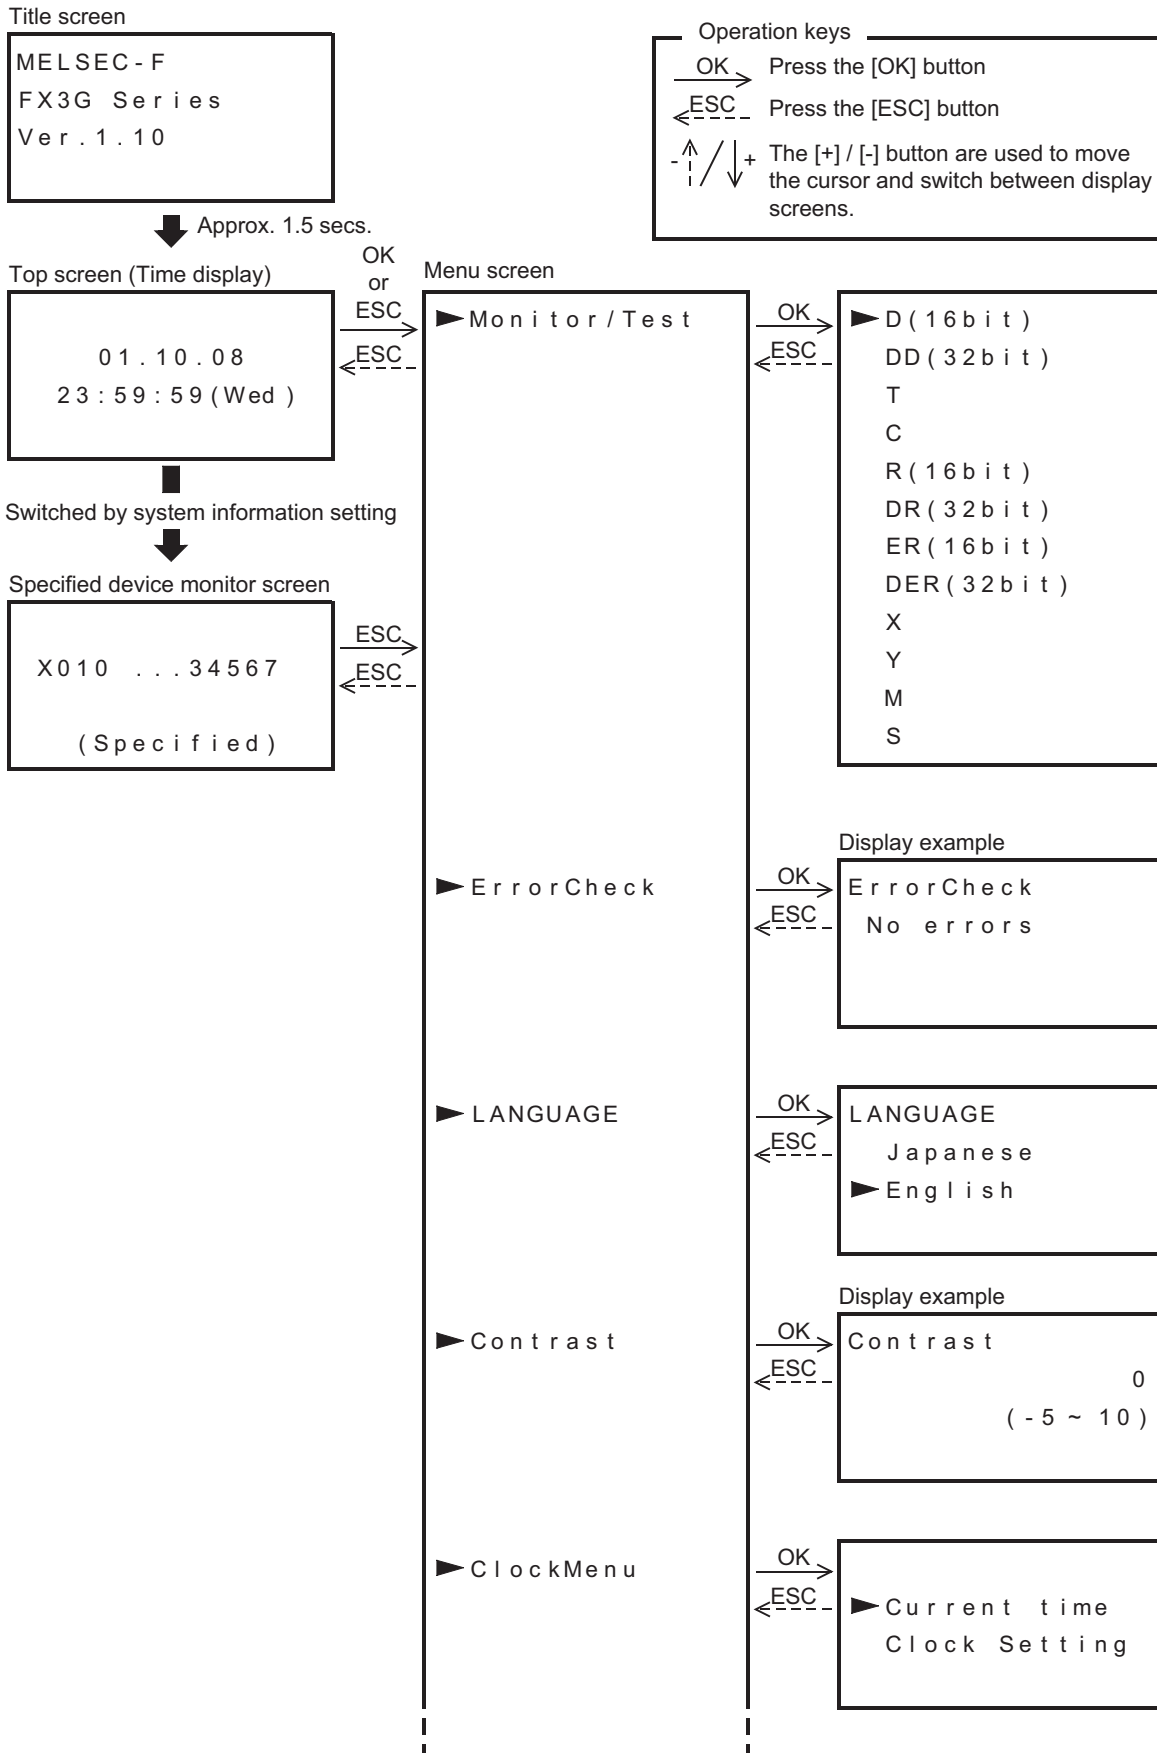 Title screen
MELSEC-F
FX3G Series
Ver.1.10
Approx. 1.5 secs.
Operation keys
OK Press the [OK] button
ESC Press the [ESC] button
- / + The [+] / [-] button are used to move
the cursor and switch between display
screens.
Top screen (Time display)
01.10.08
23:59:59(Wed)
OK
or
ESC
ESC
Switched by system information setting
Specified device monitor screen
X010 ...34567
(Specified)
ESC
ESC
Menu screen
Monitor/Test
OK
ESC
D(16bit)
DD(32bit)
T
C
R(16bit)
DR(32bit)
ER(16bit)
DER(32bit)
X
Y
M
S
ErrorCheck
OK
ESC
Display example
ErrorCheck
No errors
LANGUAGE
OK
ESC
LANGUAGE
Japanese
English
Contrast
OK
ESC
Display example
Contrast
0
(-5 ~ 10)
ClockMenu
OK
ESC
Current time
Clock Setting